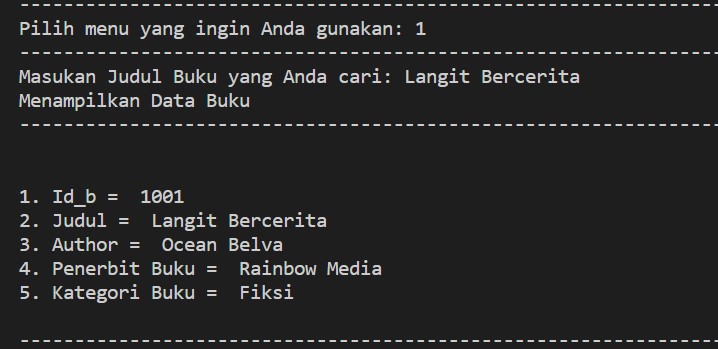 --------------------------------------------------------------------
Pilih menu yang ingin Anda gunakan: 1
--------------------------------------------------------------------
Masukan Judul Buku yang Anda cari: Langit Bercerita
Menampilkan Data Buku
--------------------------------------------------------------------
1. Id_b =  1001
2. Judul =  Langit Bercerita
3. Author =  Ocean Belva
4. Penerbit Buku =  Rainbow Media
5. Kategori Buku =  Fiksi
--------------------------------------------------------------------